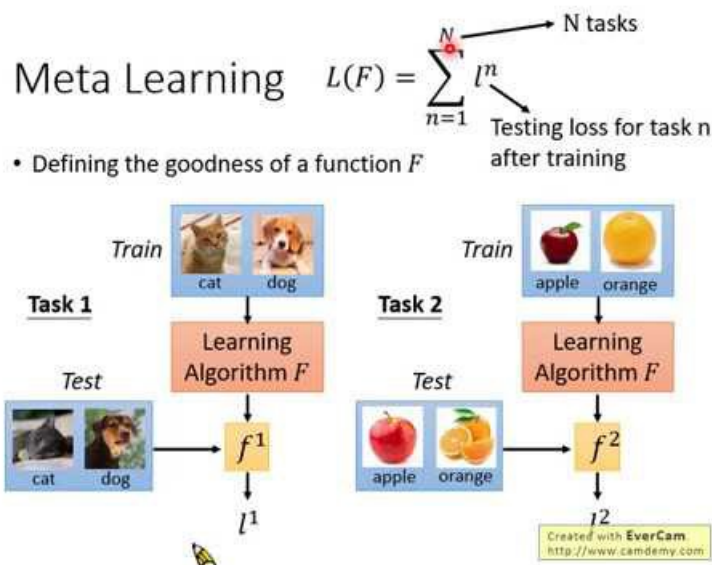 Meta Learning
L(F) = \sum_{n=1}^{N} l^n
N tasks
Testing loss for task n
after training
• Defining the goodness of a function F
Task 1
Train
cat dog
Learning
Algorithm F
Test
cat dog
f^1
l^1
Task 2
Train
apple orange
Learning
Algorithm F
Test
apple orange
f^2
l^2
Created with EverCam.
http://www.camdemy.com